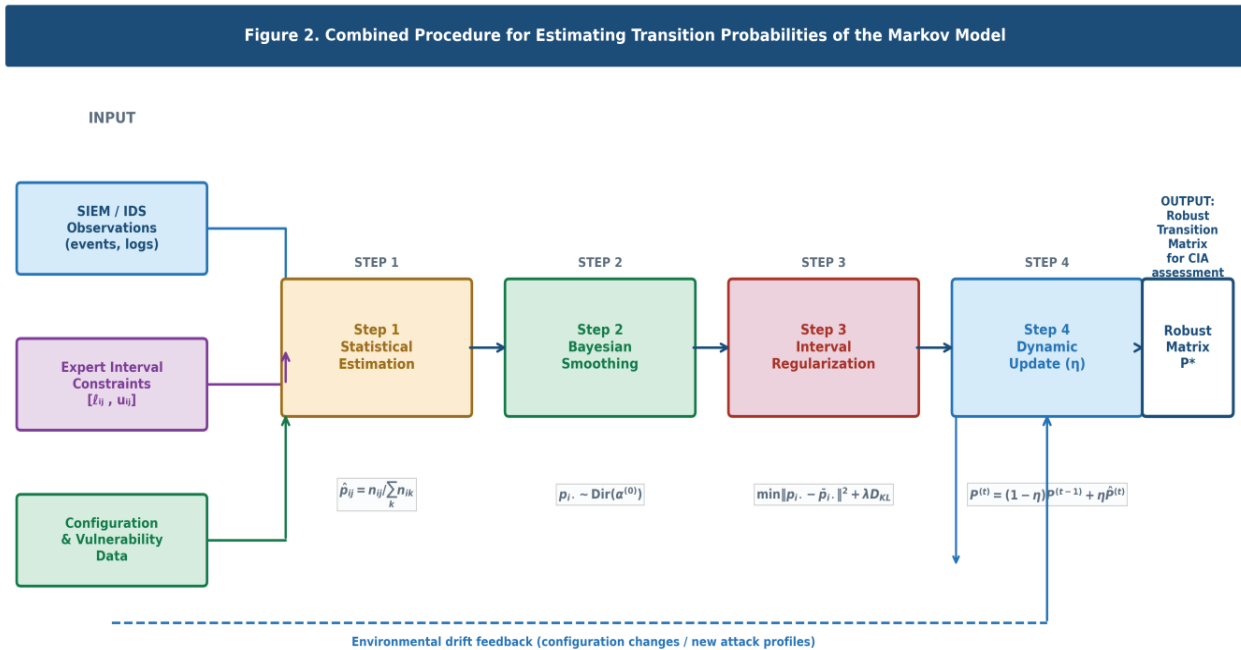 Figure 2. Combined Procedure for Estimating Transition Probabilities of the Markov Model
INPUT
SIEM / IDS
Observations
(events, logs)
Expert Interval
Constraints
[ℓᵢⱼ , uᵢⱼ]
Configuration
& Vulnerability
Data
STEP 1
Step 1
Statistical
Estimation
p̂ᵢⱼ = nᵢⱼ/∑ₖ nᵢₖ
STEP 2
Step 2
Bayesian
Smoothing
pᵢ. ~ Dir(α⁽⁰⁾)
STEP 3
Step 3
Interval
Regularization
min‖pᵢ. − p̄ᵢ.‖² + λD_KL
STEP 4
Step 4
Dynamic
Update (η)
P⁽ᵗ⁾ = (1 − η)P⁽ᵗ⁻¹⁾ + ηP̂⁽ᵗ⁾
OUTPUT:
Robust
Transition
Matrix
for CIA
assessment
Robust
Matrix
P*
Environmental drift feedback (configuration changes / new attack profiles)